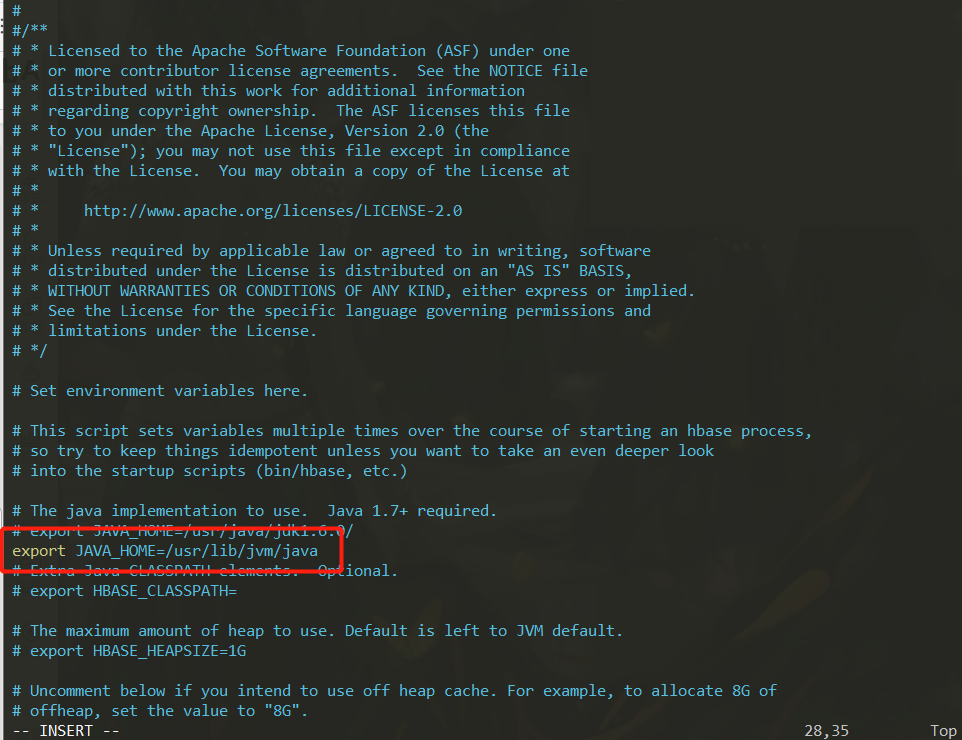 #
#/**
# * Licensed to the Apache Software Foundation (ASF) under one
# * or more contributor license agreements.  See the NOTICE file
# * distributed with this work for additional information
# * regarding copyright ownership.  The ASF licenses this file
# * to you under the Apache License, Version 2.0 (the
# * "License"); you may not use this file except in compliance
# * with the License.  You may obtain a copy of the License at
# *
# *     http://www.apache.org/licenses/LICENSE-2.0
# *
# * Unless required by applicable law or agreed to in writing, software
# * distributed under the License is distributed on an "AS IS" BASIS,
# * WITHOUT WARRANTIES OR CONDITIONS OF ANY KIND, either express or implied.
# * See the License for the specific language governing permissions and
# * limitations under the License.
# */
# Set environment variables here.
# This script sets variables multiple times over the course of starting an hbase process,
# so try to keep things idempotent unless you want to take an even deeper look
# into the startup scripts (bin/hbase, etc.)
# The java implementation to use.  Java 1.7+ required.
# export JAVA_HOME=/usr/java/jdk1.6.0/
export JAVA_HOME=/usr/lib/jvm/java
# Extra Java CLASSPATH elements.  Optional.
# export HBASE_CLASSPATH=
# The maximum amount of heap to use. Default is left to JVM default.
# export HBASE_HEAPSIZE=1G
# Uncomment below if you intend to use off heap cache. For example, to allocate 8G of
# offheap, set the value to "8G".
-- INSERT -- 28,35 Top